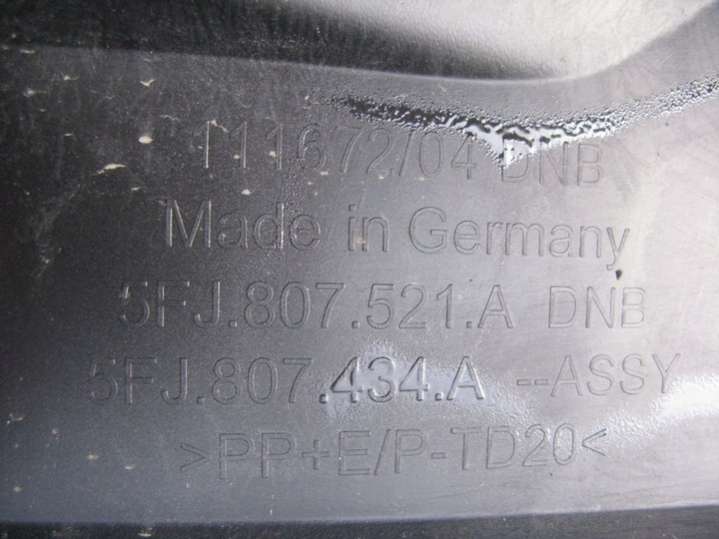 111672/04 DNB
Made in Germany
5FJ.807.521.A DNB
5FJ.807.434.A --ASSY
>PP+E/P-TD20<